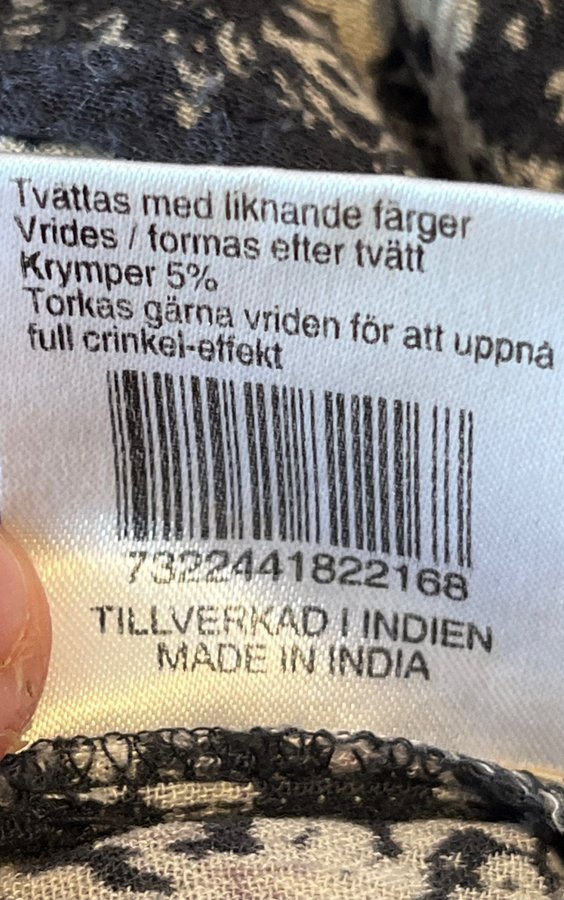 Tvättas med liknande färger
Vrides / formas efter tvätt
Krymper 5%
Torkas gärna vriden för att uppnå
full crinkel-effekt
7322441822168
TILLVERKAD I INDIEN
MADE IN INDIA